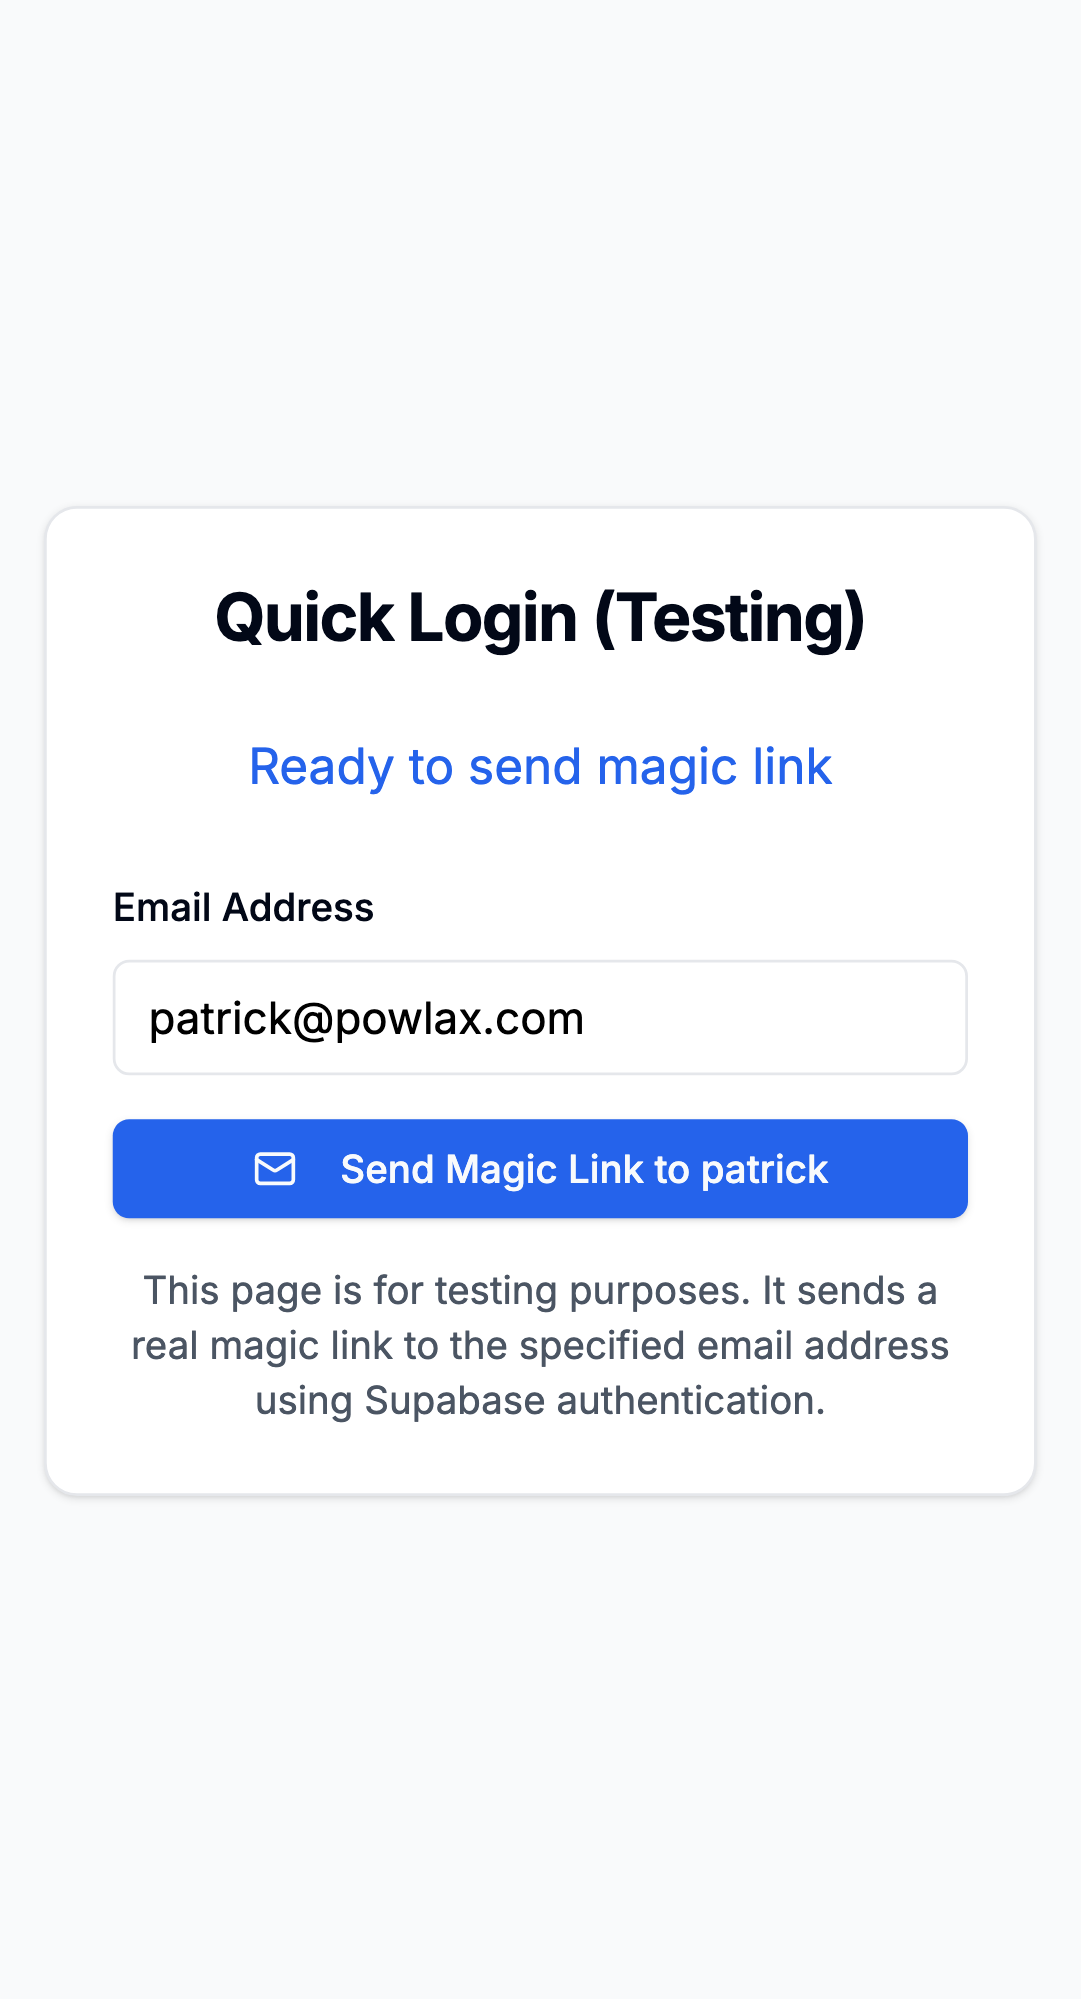 Quick Login (Testing)
Ready to send magic link
Email Address
patrick@powlax.com
Send Magic Link to patrick
This page is for testing purposes. It sends a
real magic link to the specified email address
using Supabase authentication.